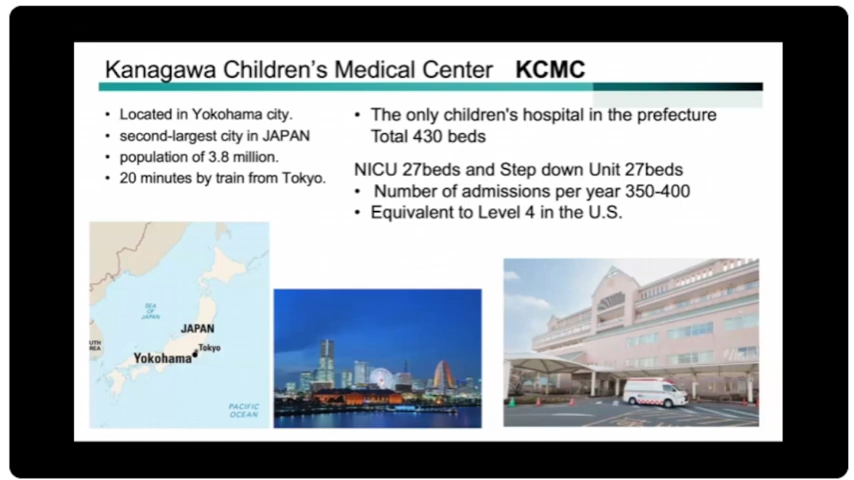 Kanagawa Children's Medical Center KCMC
• Located in Yokohama city.
• second-largest city in JAPAN
• population of 3.8 million.
• 20 minutes by train from Tokyo.
• The only children's hospital in the prefecture
Total 430 beds
NICU 27beds and Step down Unit 27beds
• Number of admissions per year 350-400
• Equivalent to Level 4 in the U.S.
SEA
OF
JAPAN
JAPAN
UTH
REA
Tokyo
Yokohama
PACIFIC
OCEAN